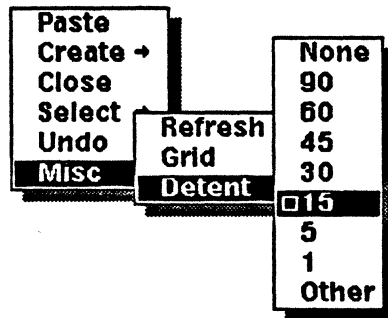 Paste
Create →
Close
Select →
Undo
Misc
Refresh
Grid
Detent
None
90
60
45
30
15
5
1
Other